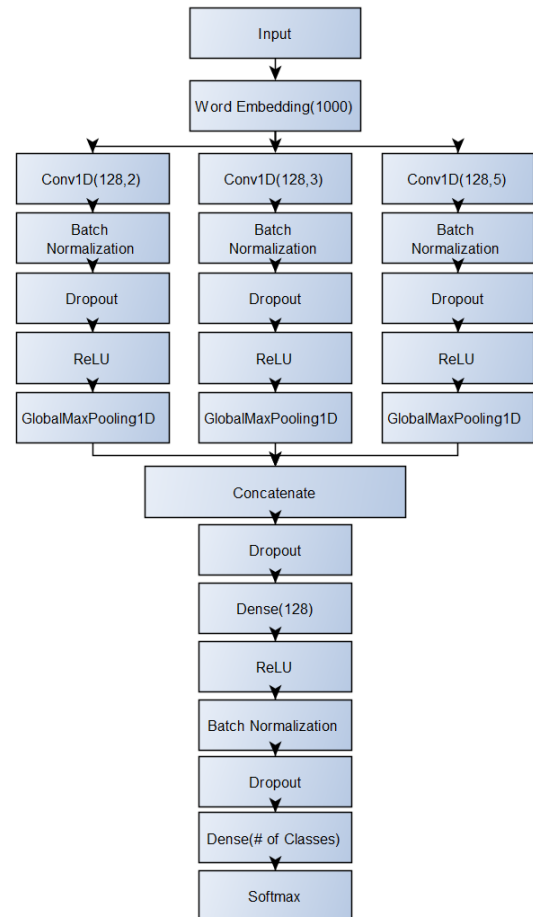 Input
Word Embedding(1000)
Conv1D(128,2)
Conv1D(128,3)
Conv1D(128,5)
Batch
Normalization
Batch
Normalization
Batch
Normalization
Dropout
Dropout
Dropout
ReLU
ReLU
ReLU
GlobalMaxPooling1D
GlobalMaxPooling1D
GlobalMaxPooling1D
Concatenate
Dropout
Dense(128)
ReLU
Batch Normalization
Dropout
Dense(# of Classes)
Softmax